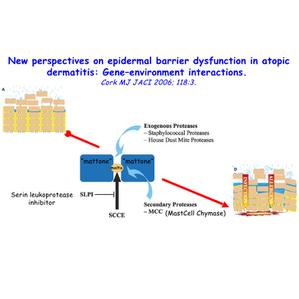 New perspectives on epidermal barrier dysfunction in atopic
dermatitis: Gene-environment interactions.
Cork MJ JACI 2006; 118:3.
A
Exogenous Proteases
– Staphylococcal Proteases
– House Dust Mite Proteases
"mattone"
"mattone"
malta
D
Serin leukoprotease
inhibitor
SLPI
SCCE
Secondary Proteases
– MCC
(MastCell Chymase)